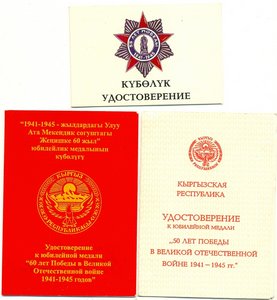 КҮБӨЛҮК
УДОСТОВЕРЕНИЕ
"1941-1945 - жылдардагы Улуу
Ата Мекендик согуштагы
Жеңишке 60 жыл"
юбилейлик медалынын
күбөлүгү
Удостоверение
к юбилейной медали
"60 лет Победы в Великой
Отечественной войне
1941-1945 годов"
КЫРГЫЗСКАЯ
РЕСПУБЛИКА
УДОСТОВЕРЕНИЕ
К ЮБИЛЕЙНОЙ МЕДАЛИ
„50 ЛЕТ ПОБЕДЫ
В ВЕЛИКОЙ ОТЕЧЕСТВЕННОЙ
ВОЙНЕ 1941—1945 гг."